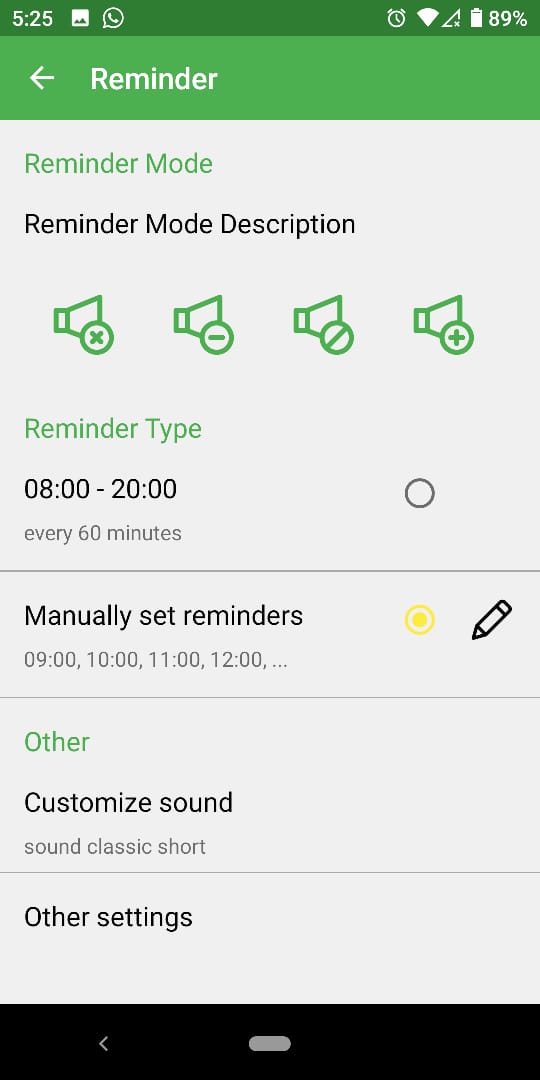 5:25
89%
Reminder
Reminder Mode
Reminder Mode Description
Reminder Type
08:00 - 20:00
every 60 minutes
Manually set reminders
09:00, 10:00, 11:00, 12:00, ...
Other
Customize sound
sound classic short
Other settings